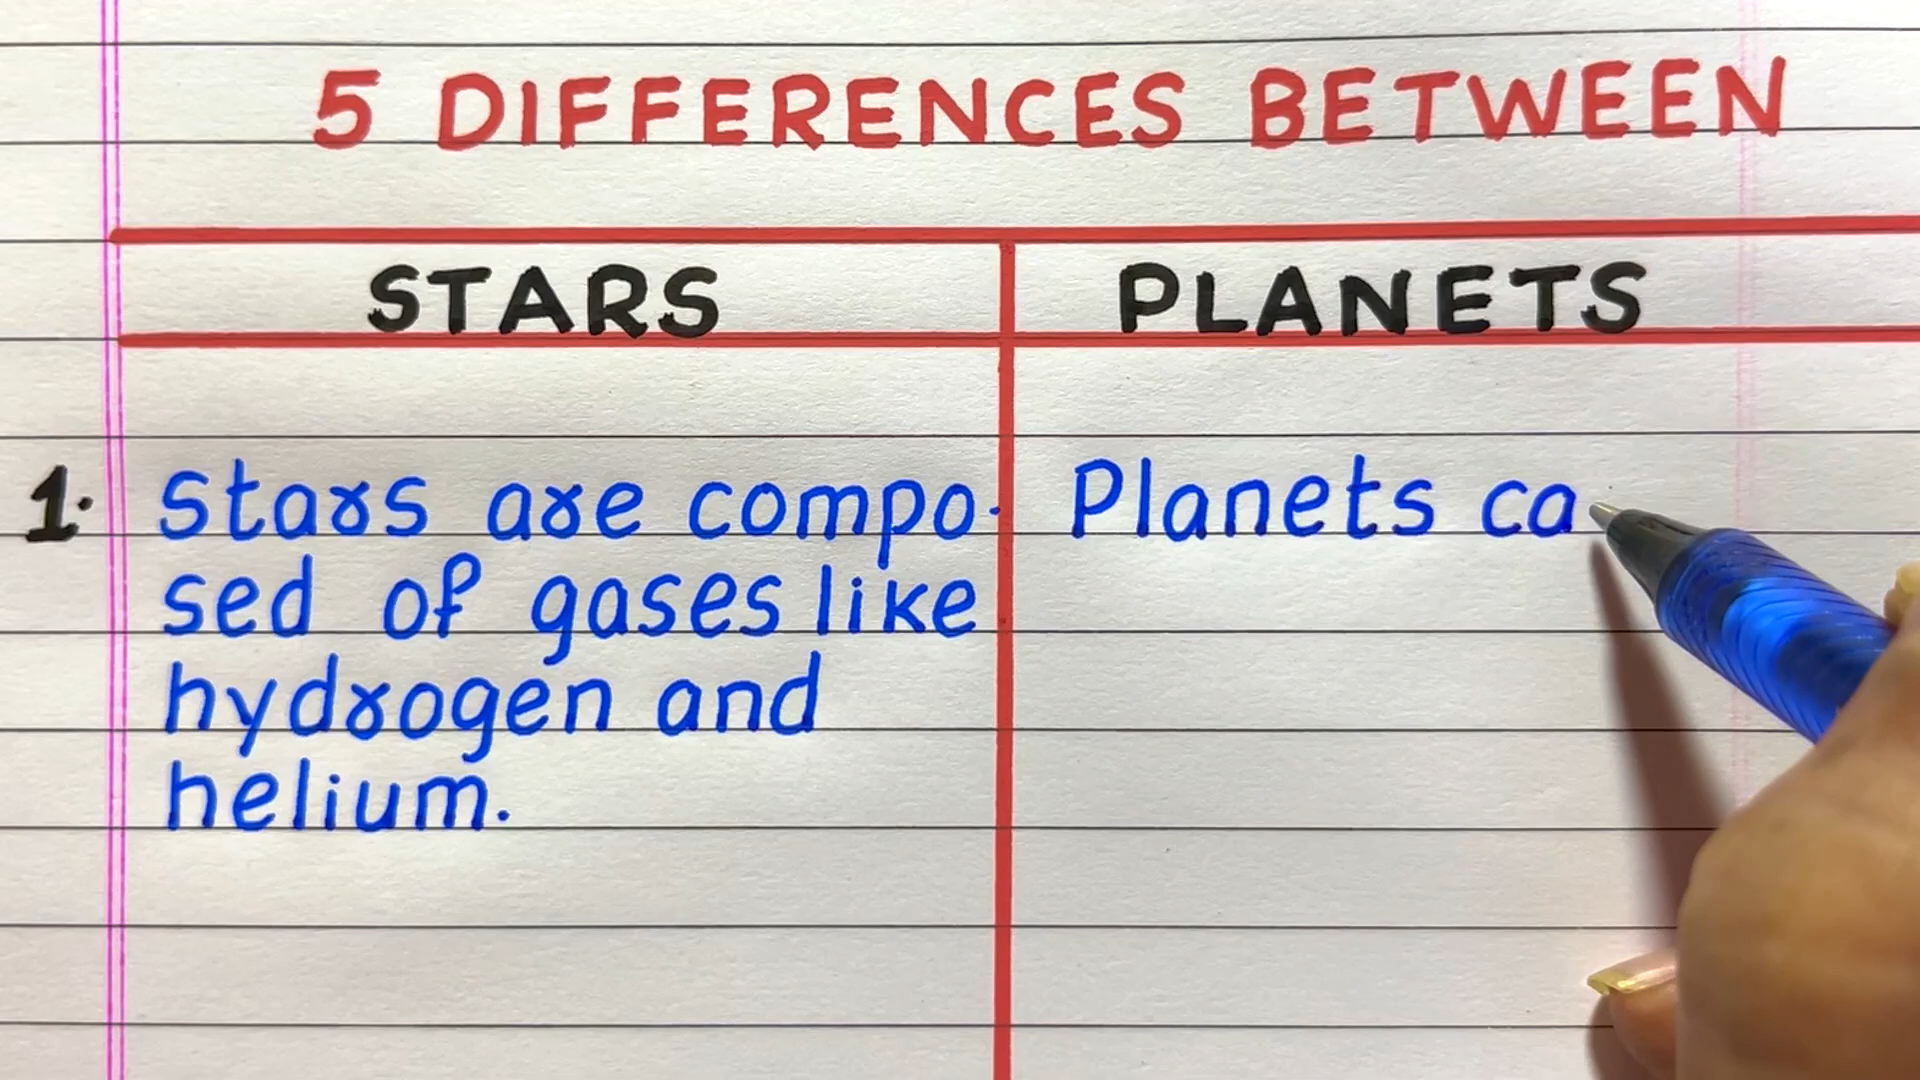 5 DIFFERENCES BETWEEN
STARS PLANETS
1. Stars are compo- Planets ca
sed of gases like
hydrogen and
helium.